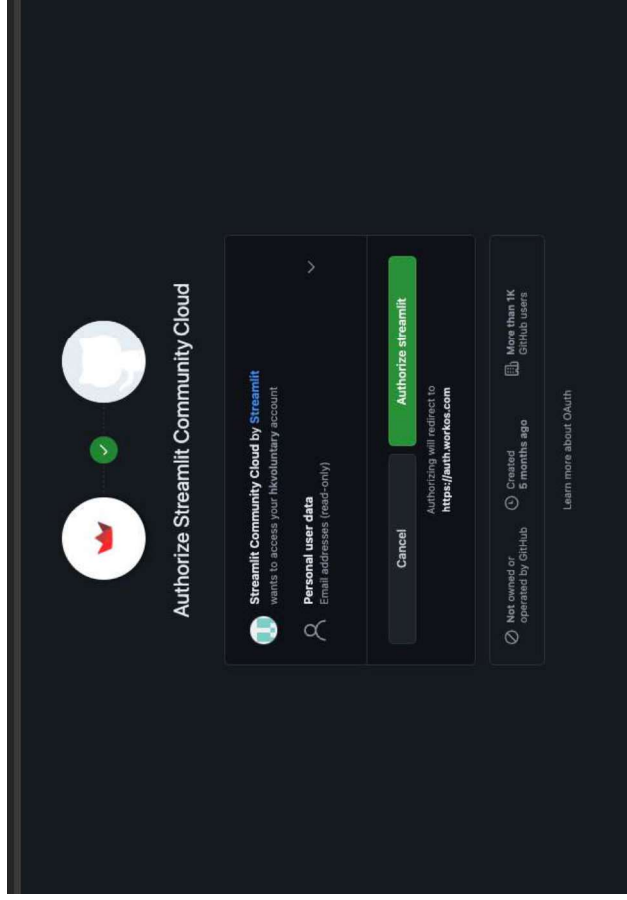 Authorize Streamlit Community Cloud
Streamlit Community Cloud by Streamlit
wants to access your hkvoluntary account
Personal user data
Email addresses (read-only)
Cancel
Authorize streamlit
Authorizing will redirect to
https://auth.workos.com
Not owned or
operated by GitHub
Created
5 months ago
More than 1K
GitHub users
Learn more about OAuth